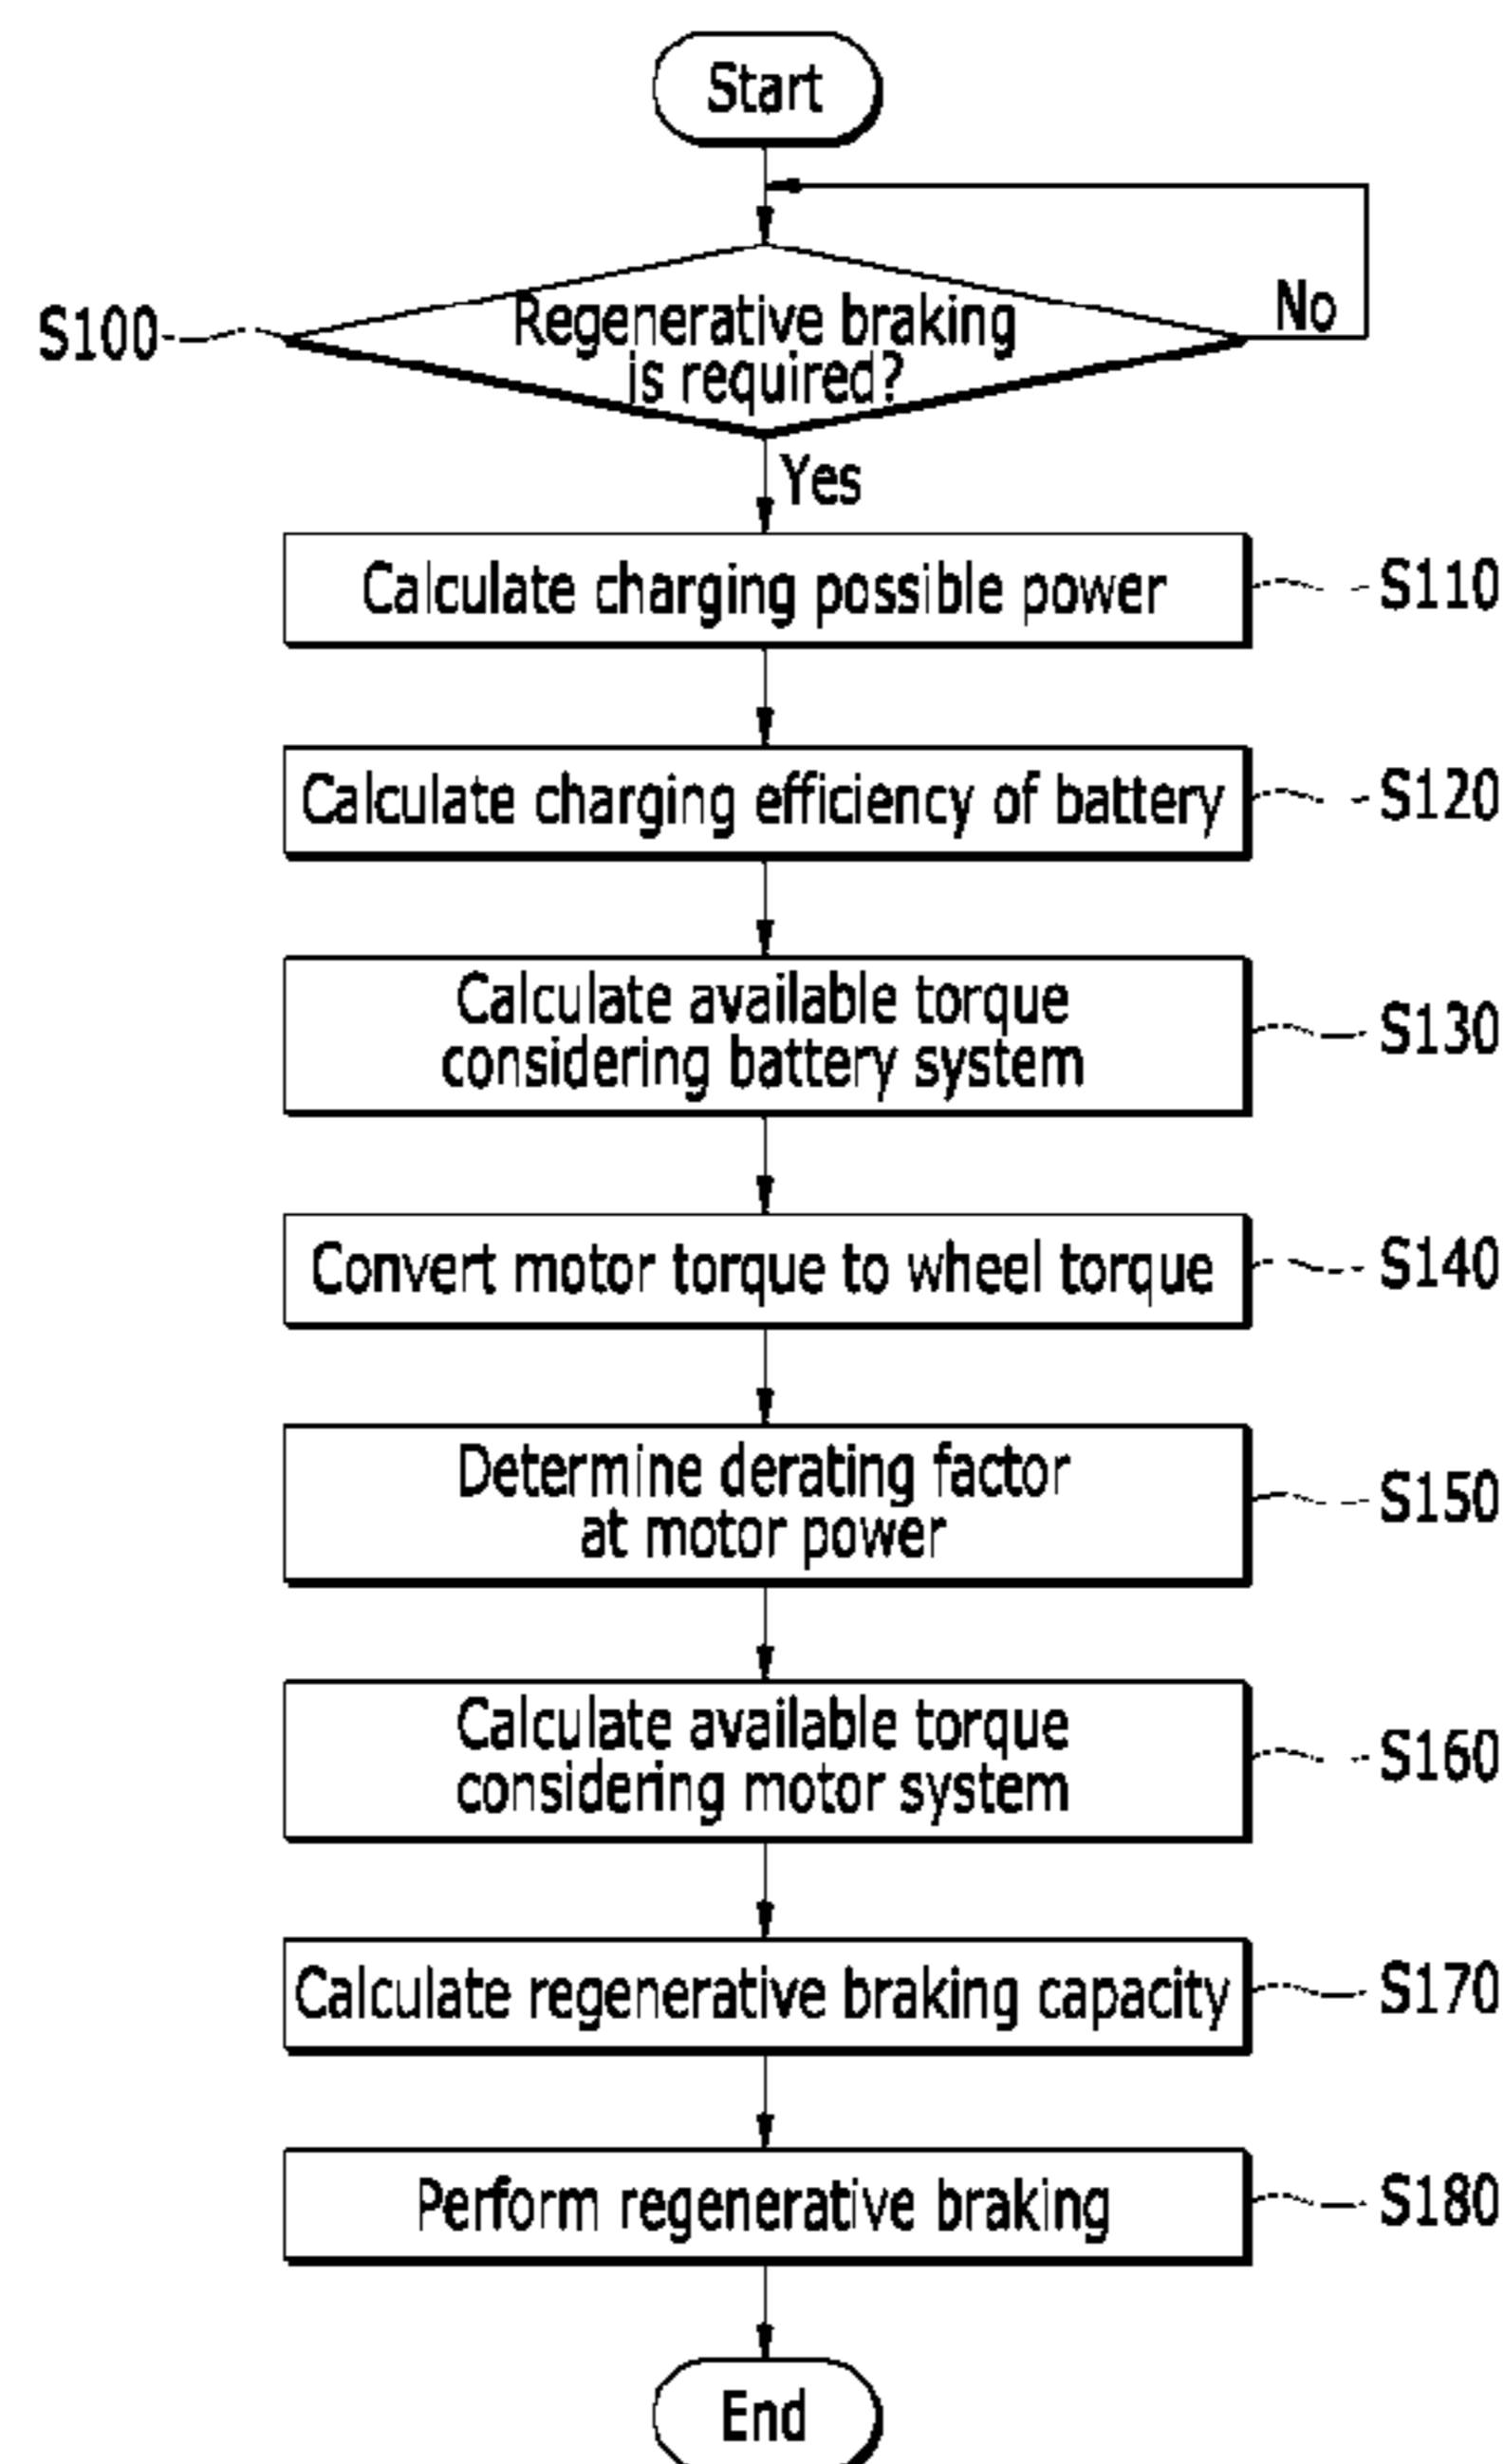 Start
No
S100
Regenerative braking
is required?
Yes
Calculate charging possible power
S110
Calculate charging efficiency of battery
S120
Calculate available torque
considering battery system
S130
Convert motor torque to wheel torque
S140
Determine derating factor
at motor power
S150
Calculate available torque
considering motor system
S160
Calculate regenerative braking capacity
S170
Perform regenerative braking
S180
End